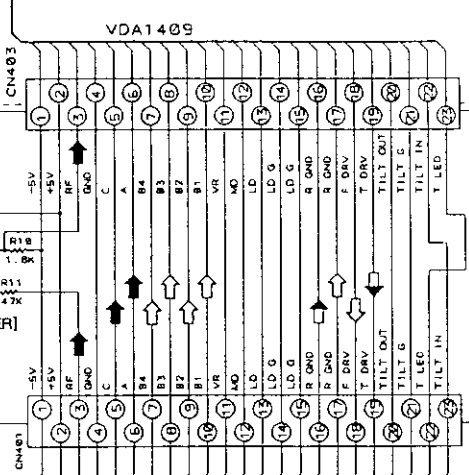 VDA1409
CN403
2 4 6 8 10 12 14 16 18 20 22
1 3 5 7 9 11 13 15 17 19 21 23
-5V
+5V
RF
GND
C
A
B4
B3
B2
B1
VR
MD
LD
LD G
LD G
R GND
R GND
F DRV
T DRV
TILT OUT
TILT G
TILT IN
T LED
R10
1.8K
R11
47K
ER]
-5V
+5V
RF
GND
C
A
B4
B3
B2
B1
VR
MD
LD
LD G
LD G
R GND
R GND
F DRV
T DRV
TILT OUT
TILT G
T LED
TILT IN
1 3 5 7 9 11 13 15 17 19 21 23
2 4 6 8 10 12 14 16 18 20 22
CN401